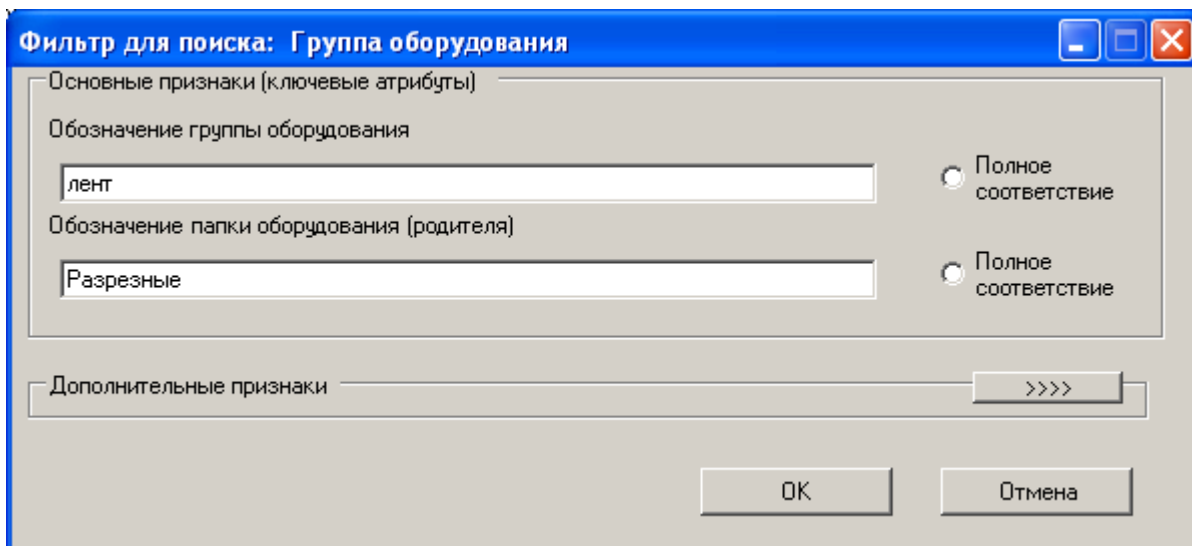 Фильтр для поиска: Группа оборудования
Основные признаки (ключевые атрибуты)
Обозначение группы оборудования
лент
Полное
соответствие
Обозначение папки оборудования (родителя)
Разрезные
Полное
соответствие
Дополнительные признаки
>>>>
OK
Отмена